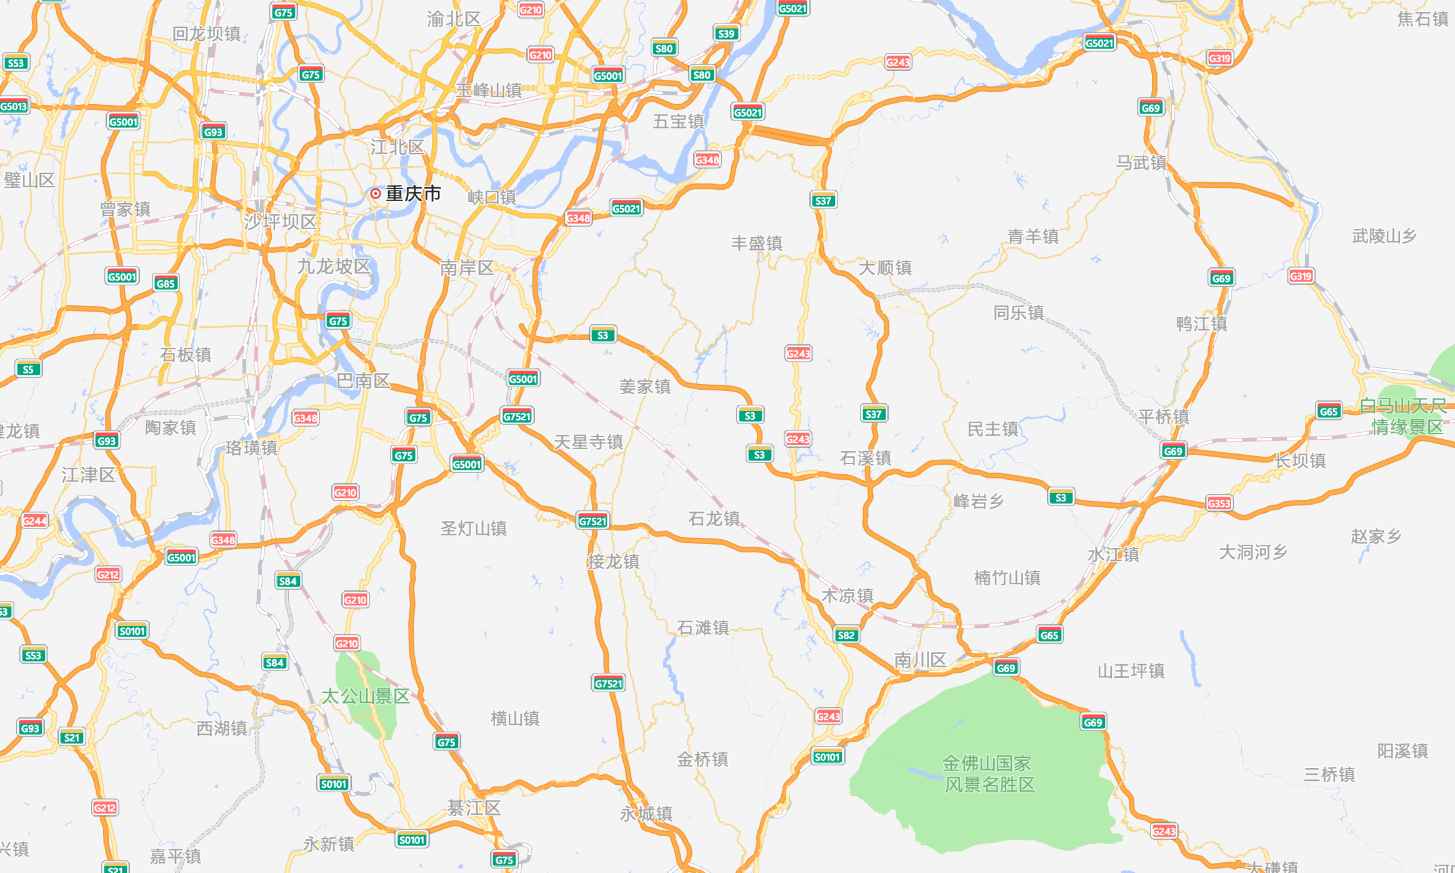 G75
渝北区
G210
G5021
焦石镇
回龙坝镇
S39
S80
G5021
S53
G75
G210
G5001
S80
G243
G319
玉峰山镇
G5013
G5001
G93
五宝镇
G5021
G69
江北区
G348
马武镇
璧山区
重庆市
峡口镇
G5021
S37
曾家镇
沙坪坝区
G348
丰盛镇
青羊镇
武陵山乡
九龙坡区
南岸区
大顺镇
G5001
G85
G69
G319
同乐镇
鸭江镇
G75
S3
石板镇
G243
S5
巴南区
G5001
姜家镇
白马山天尺
情缘景区
G348
G75
G7521
S3
S37
G65
平桥镇
陶家镇
民主镇
G93
天星寺镇
G243
珞璜镇
G75
G5001
S3
石溪镇
G69
长坝镇
江津区
G210
S3
峰岩乡
G353
G244
圣灯山镇
G7521
石龙镇
G348
赵家乡
G5001
接龙镇
水江镇
大洞河乡
G212
S84
楠竹山镇
G210
木凉镇
S3
S0101
石滩镇
S82
G65
G210
S53
S84
南川区
G69
山王坪镇
G7521
太公山景区
横山镇
G243
G69
G93
S21
西湖镇
G75
S0101
金桥镇
金佛山国家
风景名胜区
阳溪镇
三桥镇
S0101
G212
綦江区
永城镇
G243
S0101
永新镇
嘉平镇
G75
S21
兴镇